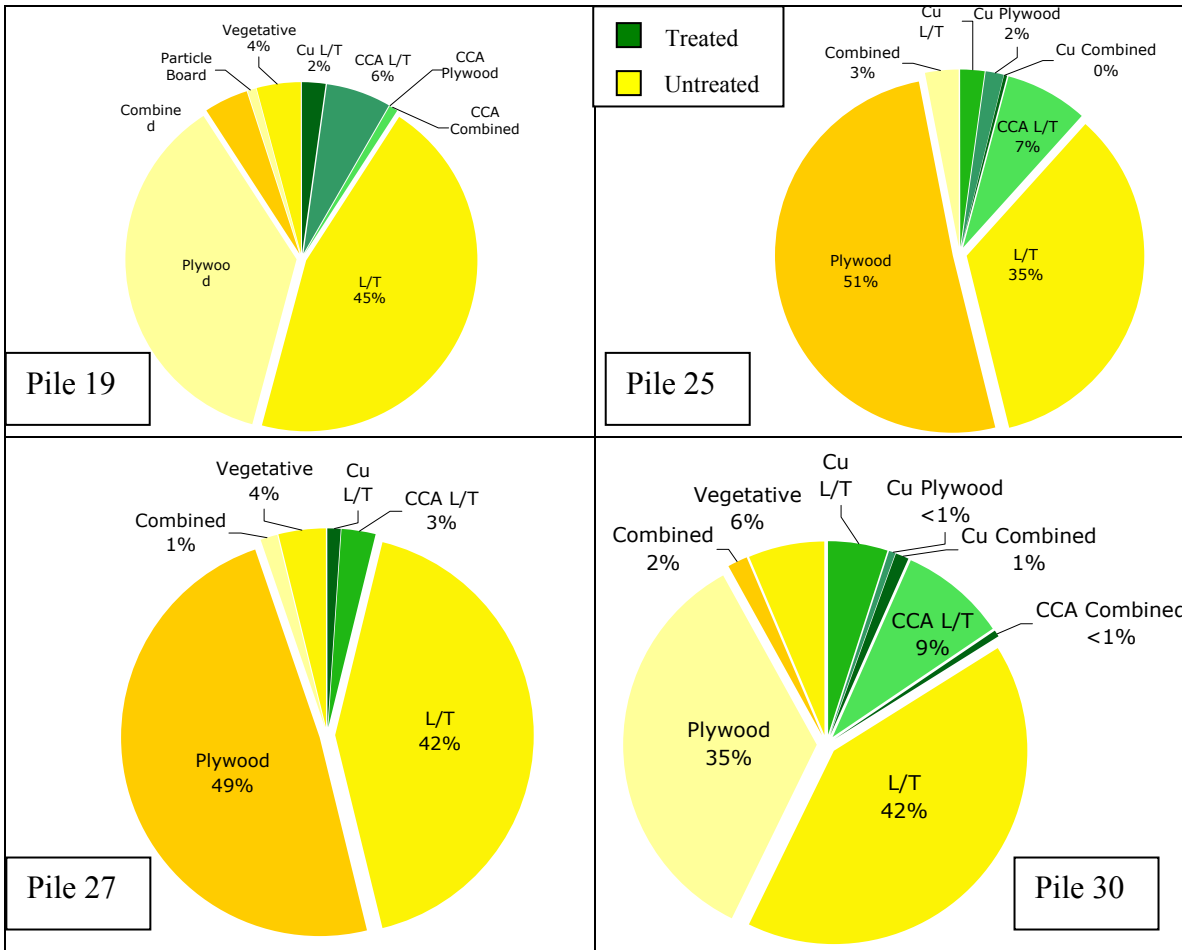 Vegetative
4%
Cu L/T
2%
CCA L/T
6%
CCA
Plywood
CCA
Combined
Particle
Board
Combine
d
Plywoo
d
L/T
45%
Pile 19
Treated
Untreated
Cu
L/T
Cu Plywood
2%
Cu Combined
0%
Combined
3%
CCA L/T
7%
Plywood
51%
L/T
35%
Pile 25
Vegetative
4%
Cu
L/T
CCA L/T
3%
Combined
1%
L/T
42%
Plywood
49%
Pile 27
Cu
L/T
Cu Plywood
<1%
Vegetative
6%
Cu Combined
1%
Combined
2%
CCA L/T
9%
CCA Combined
<1%
Plywood
35%
L/T
42%
Pile 30